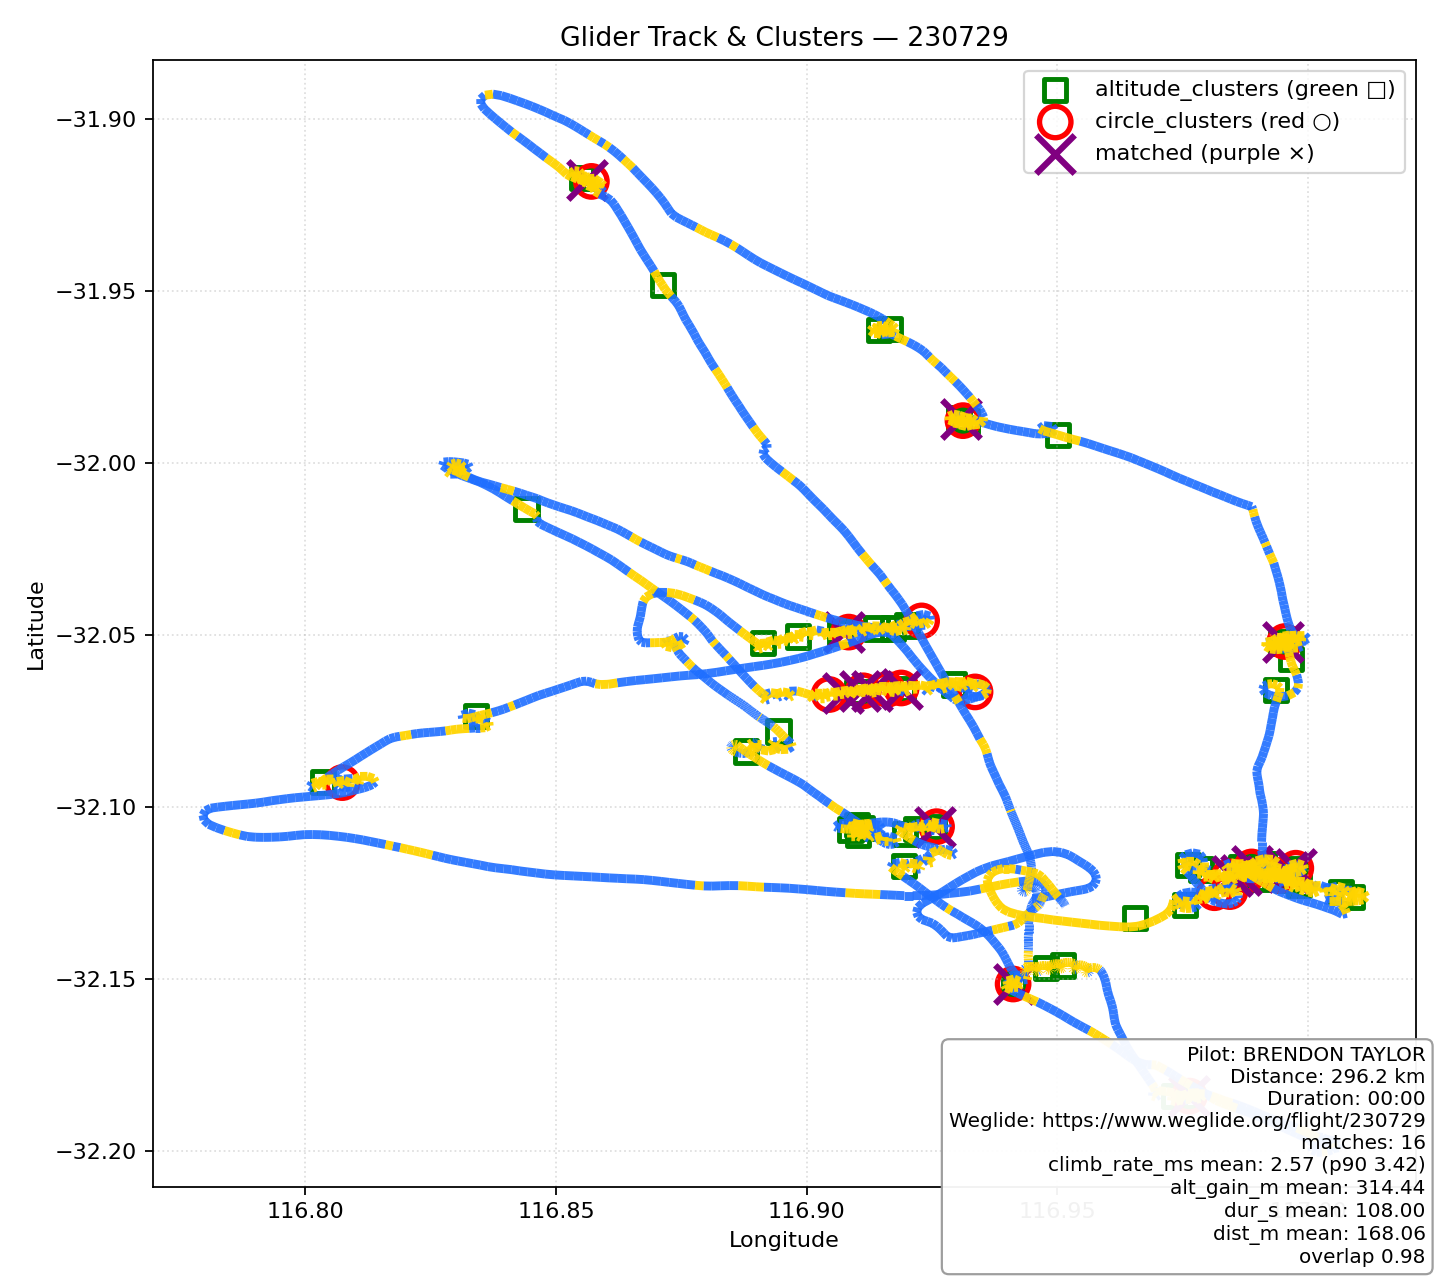 Glider Track & Clusters — 230729
altitude_clusters (green □)
circle_clusters (red ○)
matched (purple ×)
−31.90
−31.95
−32.00
−32.05
−32.10
−32.15
−32.20
Latitude
116.80
116.85
116.90
116.95
Longitude
Pilot: BRENDON TAYLOR
Distance: 296.2 km
Duration: 00:00
Weglide: https://www.weglide.org/flight/230729
matches: 16
climb_rate_ms mean: 2.57 (p90 3.42)
alt_gain_m mean: 314.44
dur_s mean: 108.00
dist_m mean: 168.06
overlap 0.98